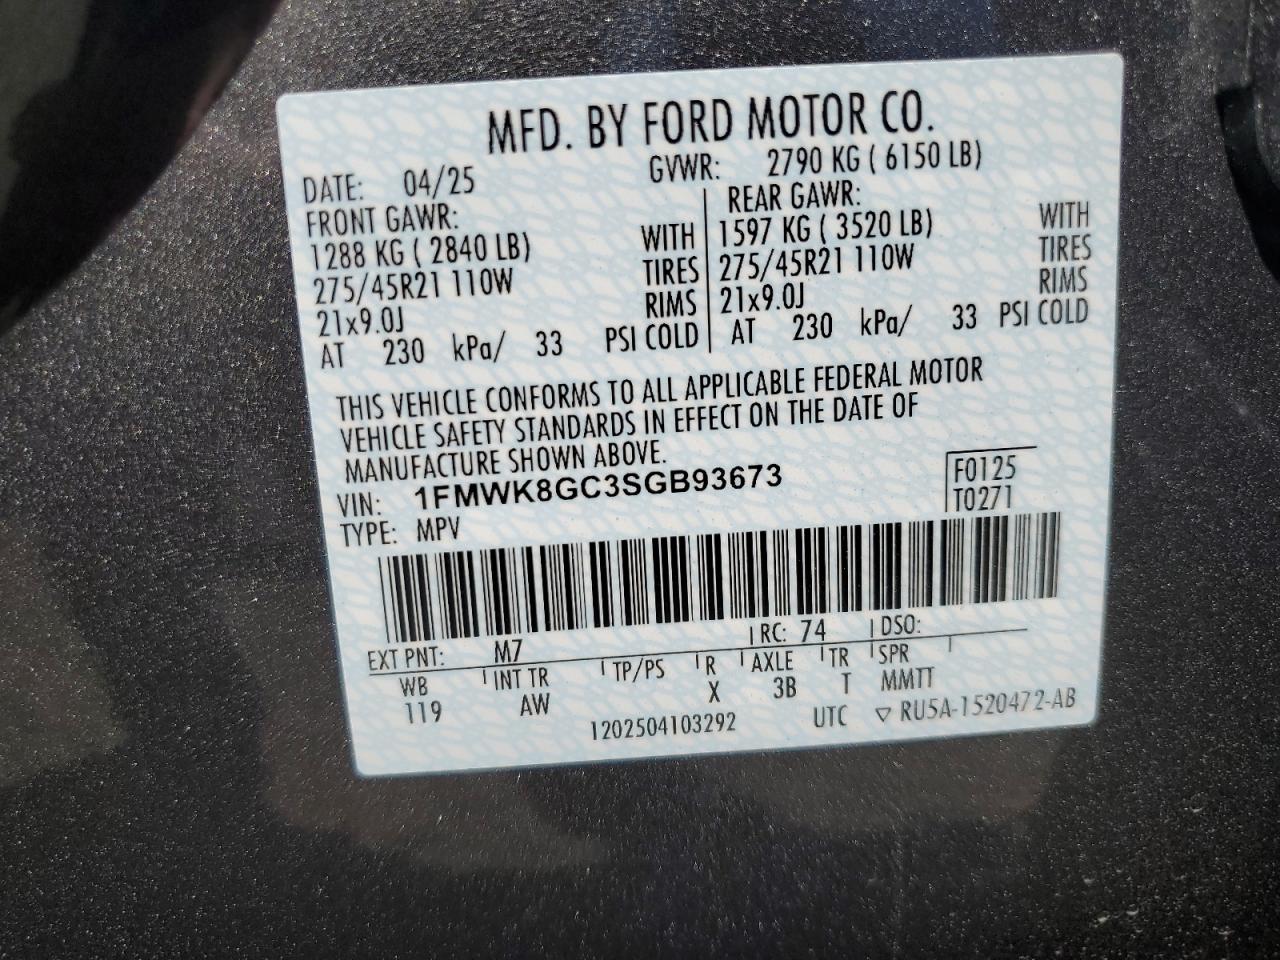 MFD. BY FORD MOTOR CO.
DATE: 04/25 GVWR: 2790 KG ( 6150 LB)
FRONT GAWR: REAR GAWR:
1288 KG ( 2840 LB) WITH 1597 KG ( 3520 LB) WITH
275/45R21 110W TIRES 275/45R21 110W TIRES
21x9.0J RIMS 21x9.0J RIMS
AT 230 kPa/ 33 PSI COLD AT 230 kPa/ 33 PSI COLD
THIS VEHICLE CONFORMS TO ALL APPLICABLE FEDERAL MOTOR
VEHICLE SAFETY STANDARDS IN EFFECT ON THE DATE OF
MANUFACTURE SHOWN ABOVE.
VIN: 1FMWK8GC3SGB93673 F0125
TYPE: MPV T0271
EXT PNT: M7 RC: 74 DSO:
WB INT TR TP/PS R AXLE TR SPR
119 AW X 3B T MMTT
1202504103292 UTC ▽ RU5A-1520472-AB